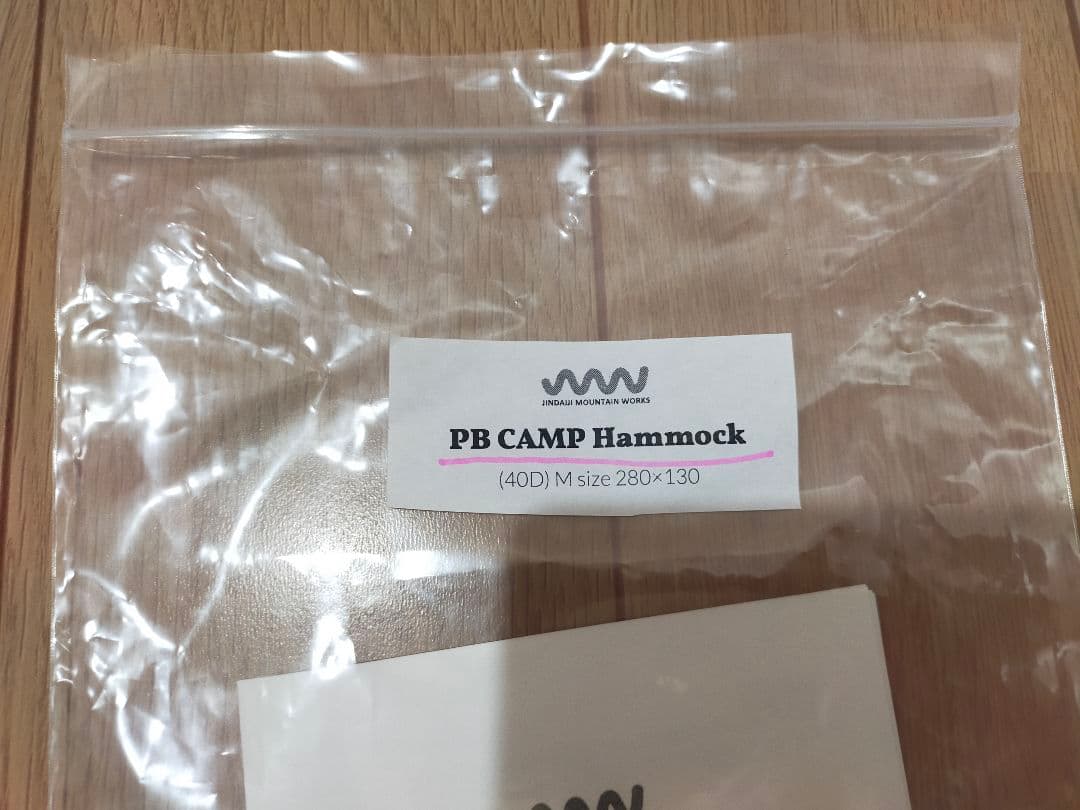 JINDAIJI MOUNTAIN WORKS
PB CAMP Hammock
(40D) M size 280×130